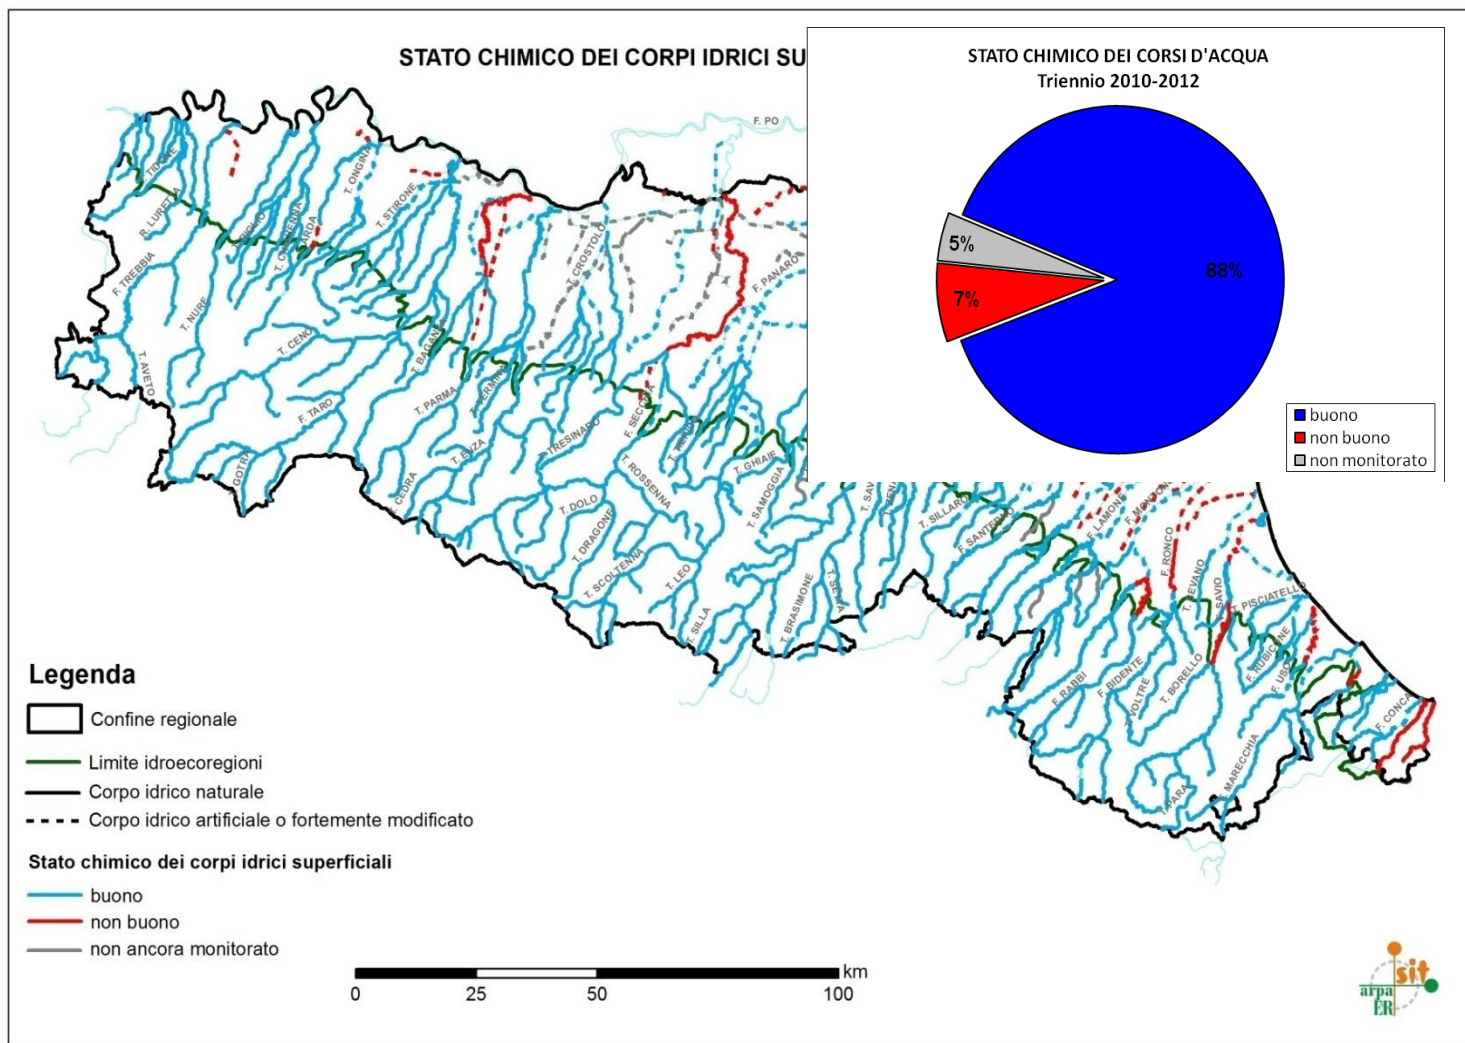 STATO CHIMICO DEI CORPI IDRICI SU
STATO CHIMICO DEI CORSI D'ACQUA
Triennio 2010-2012
88%
5%
7%
buono
non buono
non monitorato
F. PO
T. TIDONE
R. LURETTA
F. TREBBIA
T. NURE
T. AVETO
T. ONGINA
T. STIRONE
T. CENO
F. TARO
T. GOTRA
T. BAGANZA
T. PARMA
T. TERMINA
T. ENZA
T. CEDRA
T. CROSTOLO
T. TRESINARO
F. SECCHIA
F. PANARO
T. ROSSENNA
T. DOLO
T. DRAGONE
T. SCOLTENNA
T. LEO
T. SILLA
T. GHIAIE
T. SAMOGGIA
T. BRASIMONE
T. SETTA
T. SILLARO
F. SANTERNO
F. LAMONE
F. RONCO
T. BEVANO
F. SAVIO
T. PISCIATELLO
F. RUBICONE
F. USO
F. RABBI
F. BIDENTE
T. VOLTRE
T. BORELLO
F. MARECCHIA
T. PARA
F. CONCA
Legenda
Confine regionale
Limite idroecoregioni
Corpo idrico naturale
Corpo idrico artificiale o fortemente modificato
Stato chimico dei corpi idrici superficiali
buono
non buono
non ancora monitorato
km
0 25 50 100
sit
arpa
ER